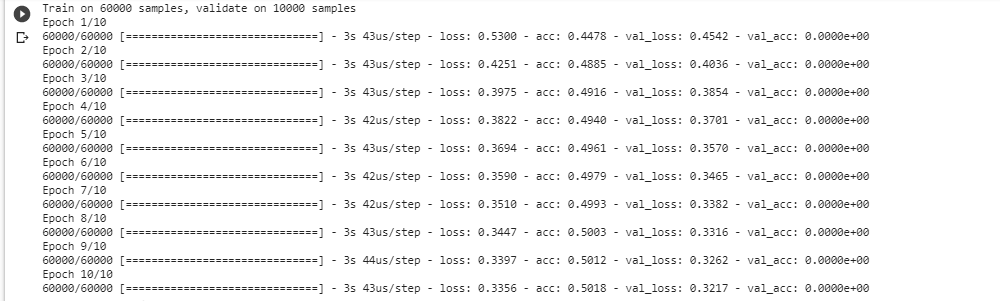 Train on 60000 samples, validate on 10000 samples
Epoch 1/10
60000/60000 [==============================] - 3s 43us/step - loss: 0.5300 - acc: 0.4478 - val_loss: 0.4542 - val_acc: 0.0000e+00
Epoch 2/10
60000/60000 [==============================] - 3s 43us/step - loss: 0.4251 - acc: 0.4885 - val_loss: 0.4036 - val_acc: 0.0000e+00
Epoch 3/10
60000/60000 [==============================] - 3s 43us/step - loss: 0.3975 - acc: 0.4916 - val_loss: 0.3854 - val_acc: 0.0000e+00
Epoch 4/10
60000/60000 [==============================] - 3s 42us/step - loss: 0.3822 - acc: 0.4940 - val_loss: 0.3701 - val_acc: 0.0000e+00
Epoch 5/10
60000/60000 [==============================] - 3s 43us/step - loss: 0.3694 - acc: 0.4961 - val_loss: 0.3570 - val_acc: 0.0000e+00
Epoch 6/10
60000/60000 [==============================] - 3s 42us/step - loss: 0.3590 - acc: 0.4979 - val_loss: 0.3465 - val_acc: 0.0000e+00
Epoch 7/10
60000/60000 [==============================] - 3s 42us/step - loss: 0.3510 - acc: 0.4993 - val_loss: 0.3382 - val_acc: 0.0000e+00
Epoch 8/10
60000/60000 [==============================] - 3s 43us/step - loss: 0.3447 - acc: 0.5003 - val_loss: 0.3316 - val_acc: 0.0000e+00
Epoch 9/10
60000/60000 [==============================] - 3s 44us/step - loss: 0.3397 - acc: 0.5012 - val_loss: 0.3262 - val_acc: 0.0000e+00
Epoch 10/10
60000/60000 [==============================] - 3s 43us/step - loss: 0.3356 - acc: 0.5018 - val_loss: 0.3217 - val_acc: 0.0000e+00